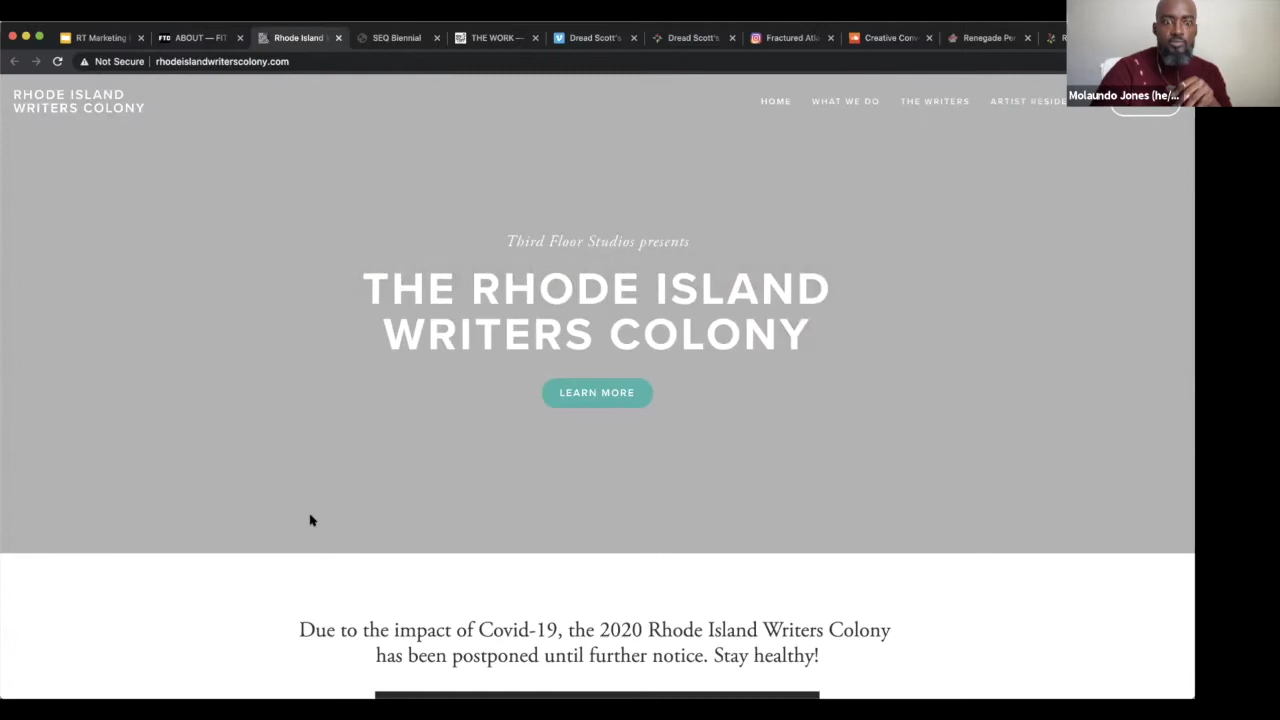 RT Marketing
FTC ABOUT — FIT
Rhode Island
SEQ Biennial
THE WORK —
Dread Scott's
Dread Scott's
Fractured Atl
Creative Con
Renegade Per
Not Secure
rhodeislandwriterscolony.com
Molaundo Jones (he/...
RHODE ISLAND
WRITERS COLONY
HOME
WHAT WE DO
THE WRITERS
ARTIST RESID
Third Floor Studios presents
THE RHODE ISLAND
WRITERS COLONY
LEARN MORE
Due to the impact of Covid-19, the 2020 Rhode Island Writers Colony
has been postponed until further notice. Stay healthy!